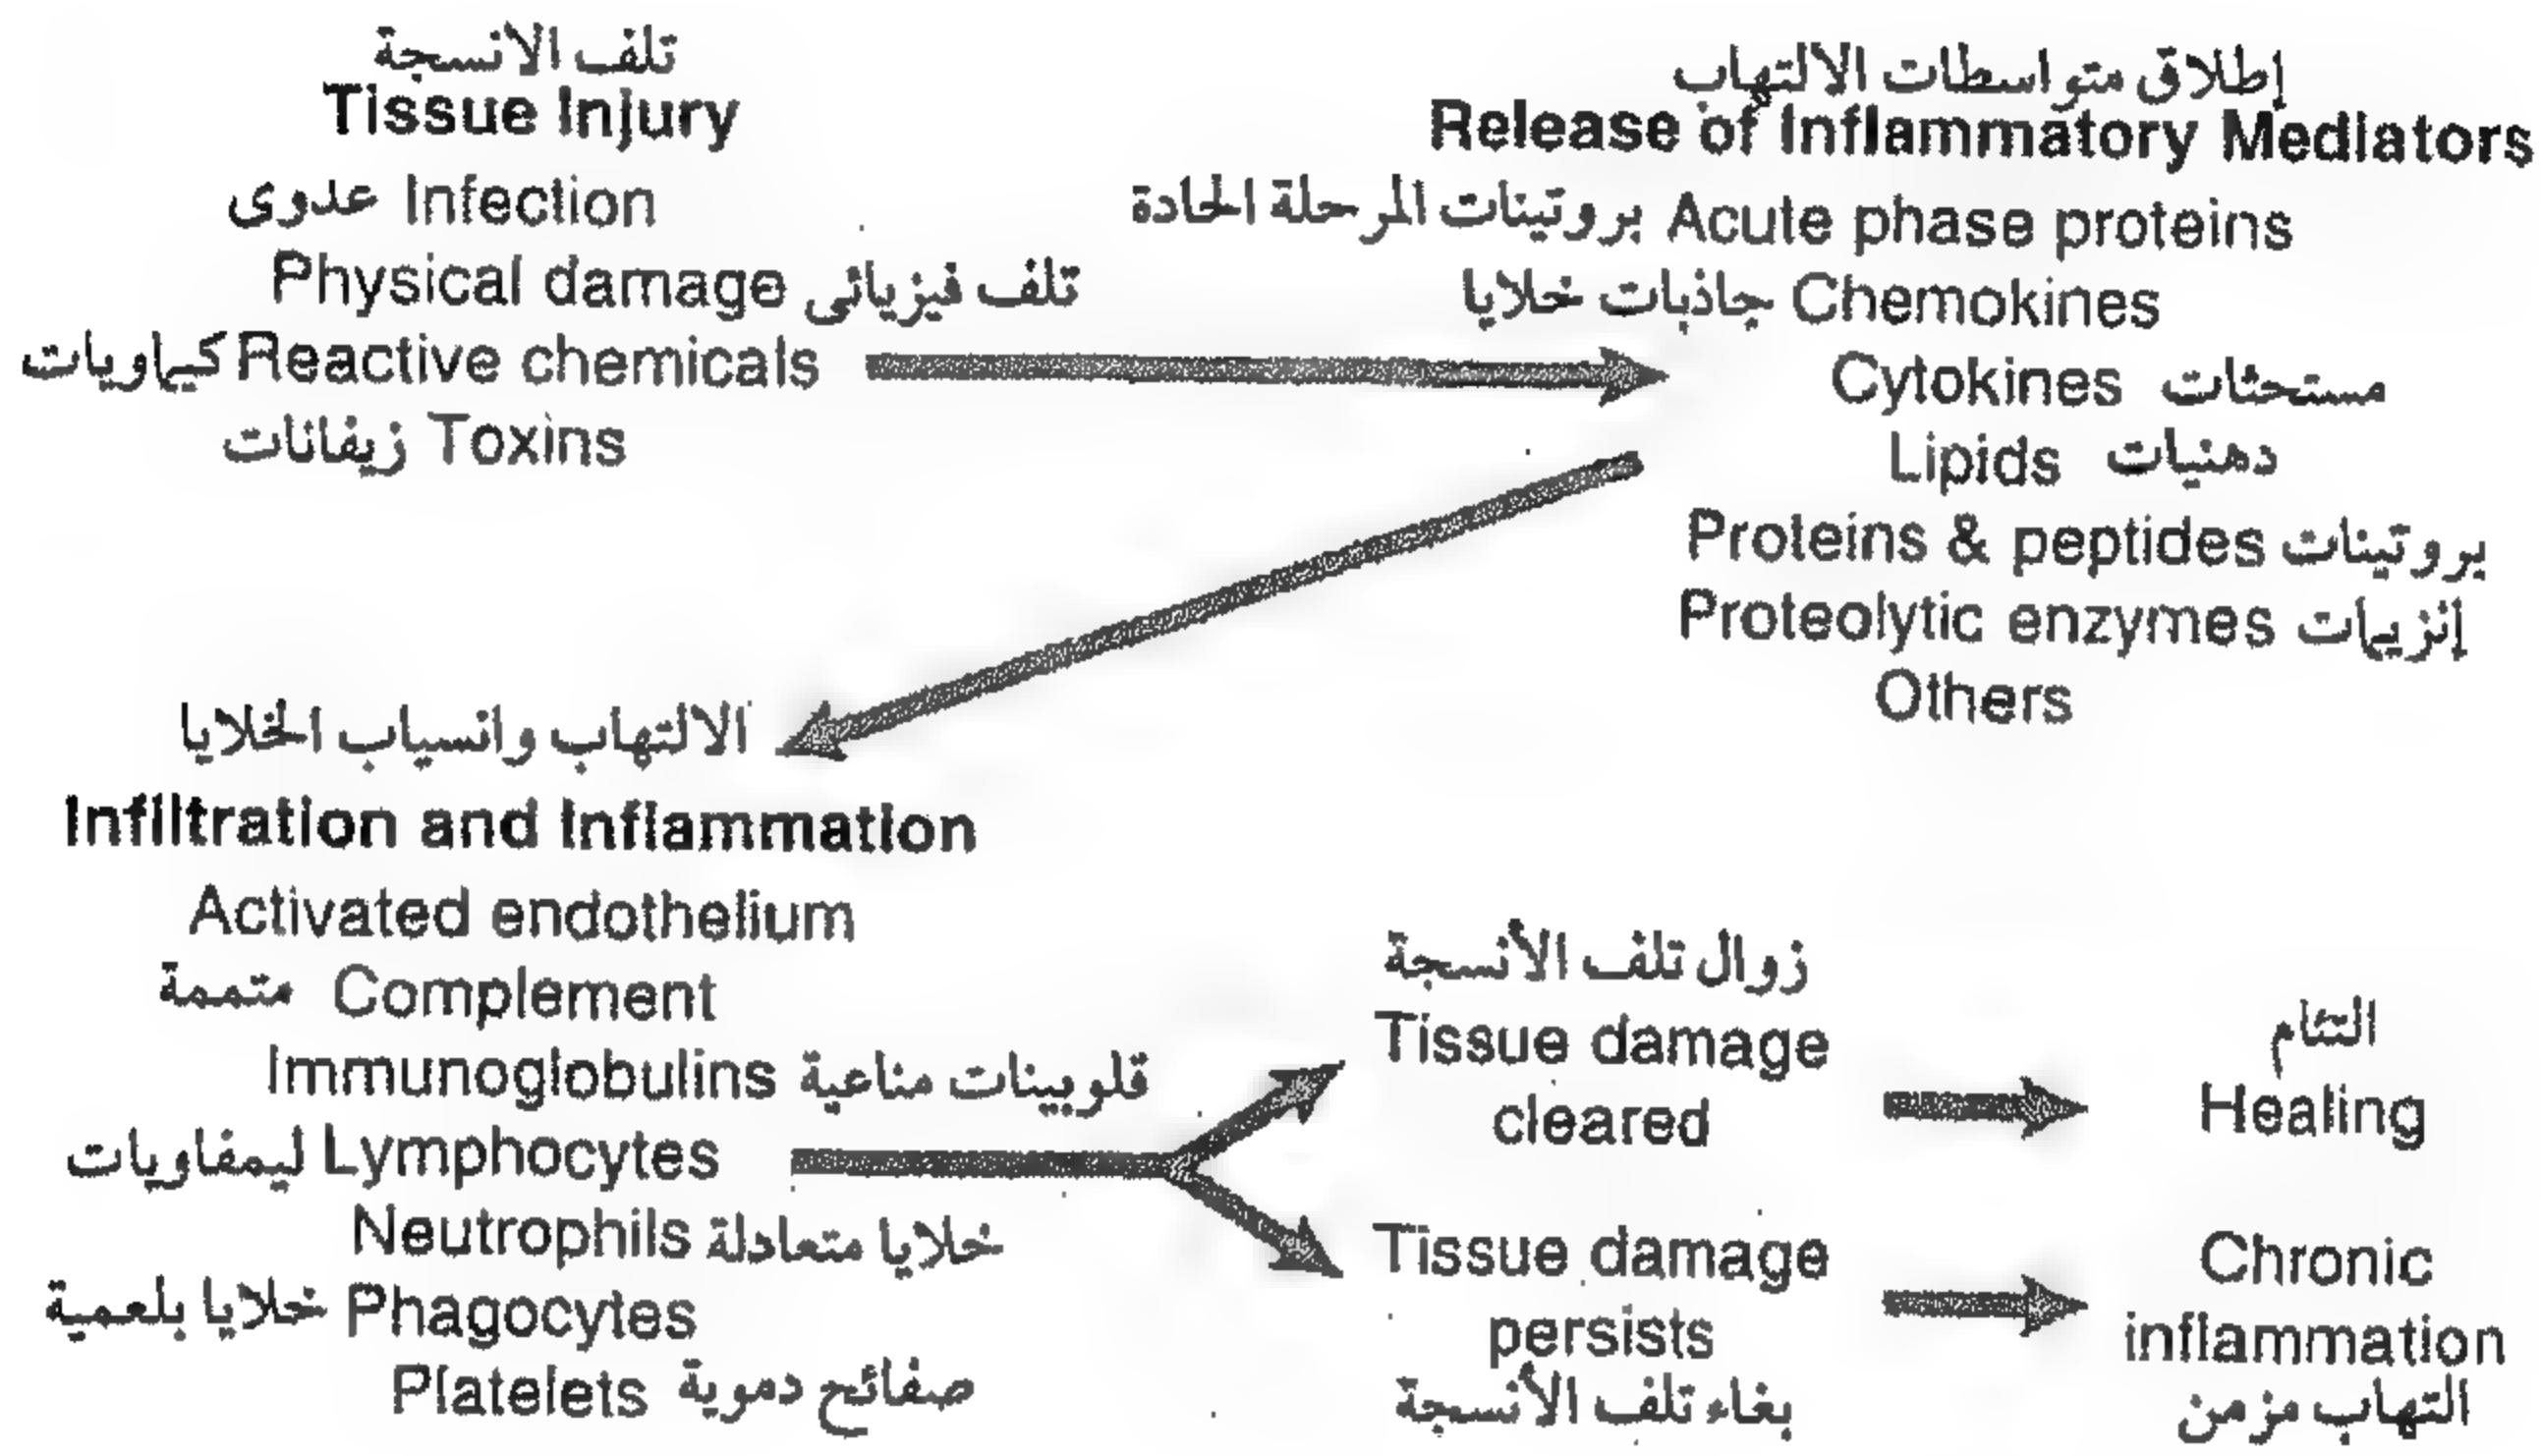 تلف الانسجة
Tissue Injury
عدوى Infection
Physical damage تلف فيزيائى
كيماويات Reactive chemicals
زيفانات Toxins
إطلاق متواسطات الالتهاب
Release of Inflammatory Mediators
بروتينات المرحلة الحادة Acute phase proteins
جاذبات خلايا Chemokines
Cytokines مستحثات
Lipids دهنيات
Proteins & peptides بروتينات
Proteolytic enzymes إنزيمات
Others
الالتهاب وانسياب الخلايا
Infiltration and Inflammation
Activated endothelium
متممة Complement
Immunoglobulins قلوبينات مناعية
ليمفاويات Lymphocytes
Neutrophils خلايا متعادلة
خلايا بلعمية Phagocytes
Platelets صفائح دموية
زوال تلف الأنسجة
Tissue damage
cleared
التئام
Healing
Tissue damage
persists
بغاء تلف الأنسجة
Chronic
inflammation
التهاب مزمن